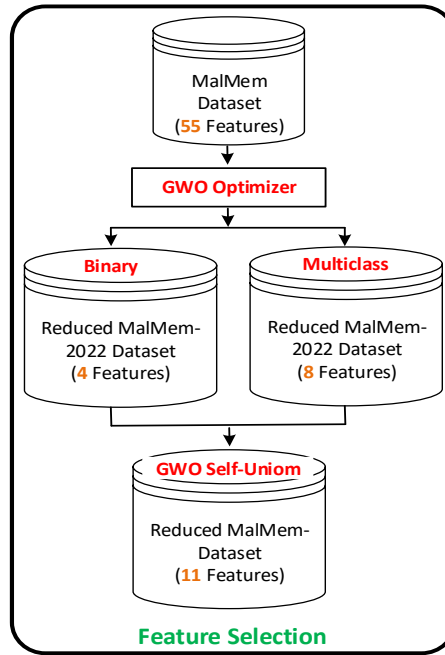 MalMem
Dataset
(55 Features)
GWO Optimizer
Binary
Reduced MalMem-
2022 Dataset
(4 Features)
Multiclass
Reduced MalMem-
2022 Dataset
(8 Features)
GWO Self-Uniom
Reduced MalMem-
Dataset
(11 Features)
Feature Selection